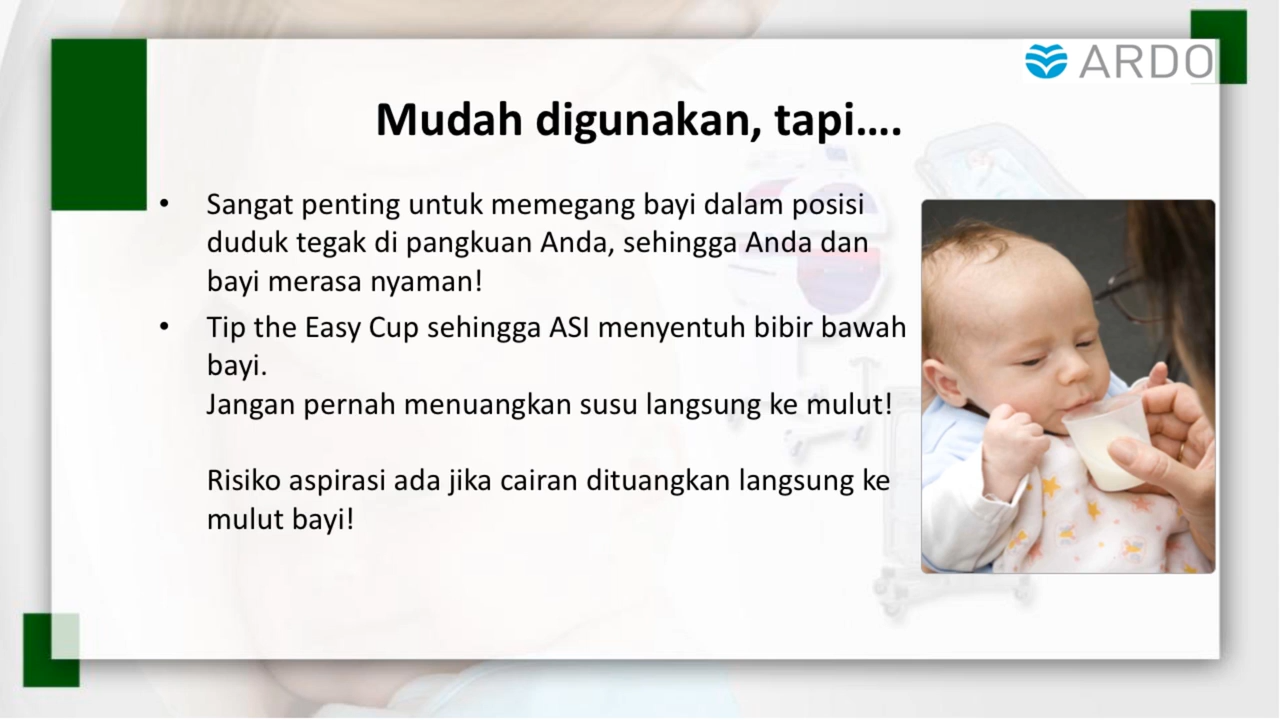 ARDO
Mudah digunakan, tapi....
• Sangat penting untuk memegang bayi dalam posisi
duduk tegak di pangkuan Anda, sehingga Anda dan
bayi merasa nyaman!
• Tip the Easy Cup sehingga ASI menyentuh bibir bawah
bayi.
Jangan pernah menuangkan susu langsung ke mulut!
Risiko aspirasi ada jika cairan dituangkan langsung ke
mulut bayi!